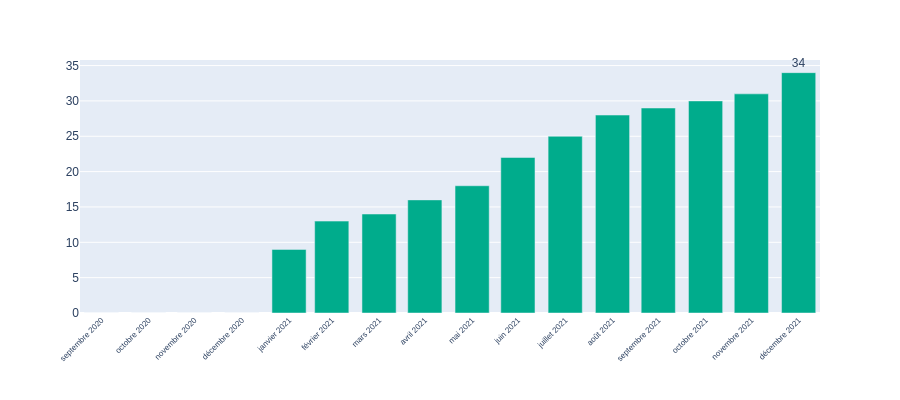 34
35
30
25
20
15
10
5
0
septembre 2020
octobre 2020
novembre 2020
décembre 2020
janvier 2021
février 2021
mars 2021
avril 2021
mai 2021
juin 2021
juillet 2021
août 2021
septembre 2021
octobre 2021
novembre 2021
décembre 2021